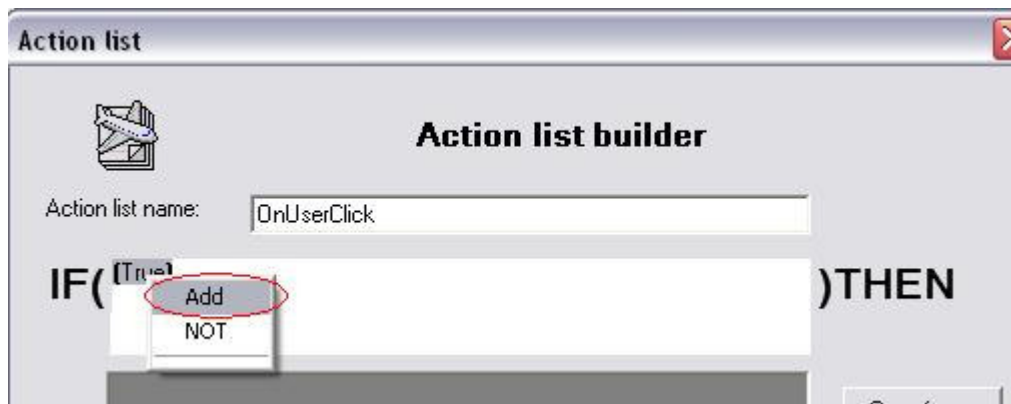 Action list
Action list builder
Action list name: OnUserClick
IF( (True) )THEN
Add
NOT